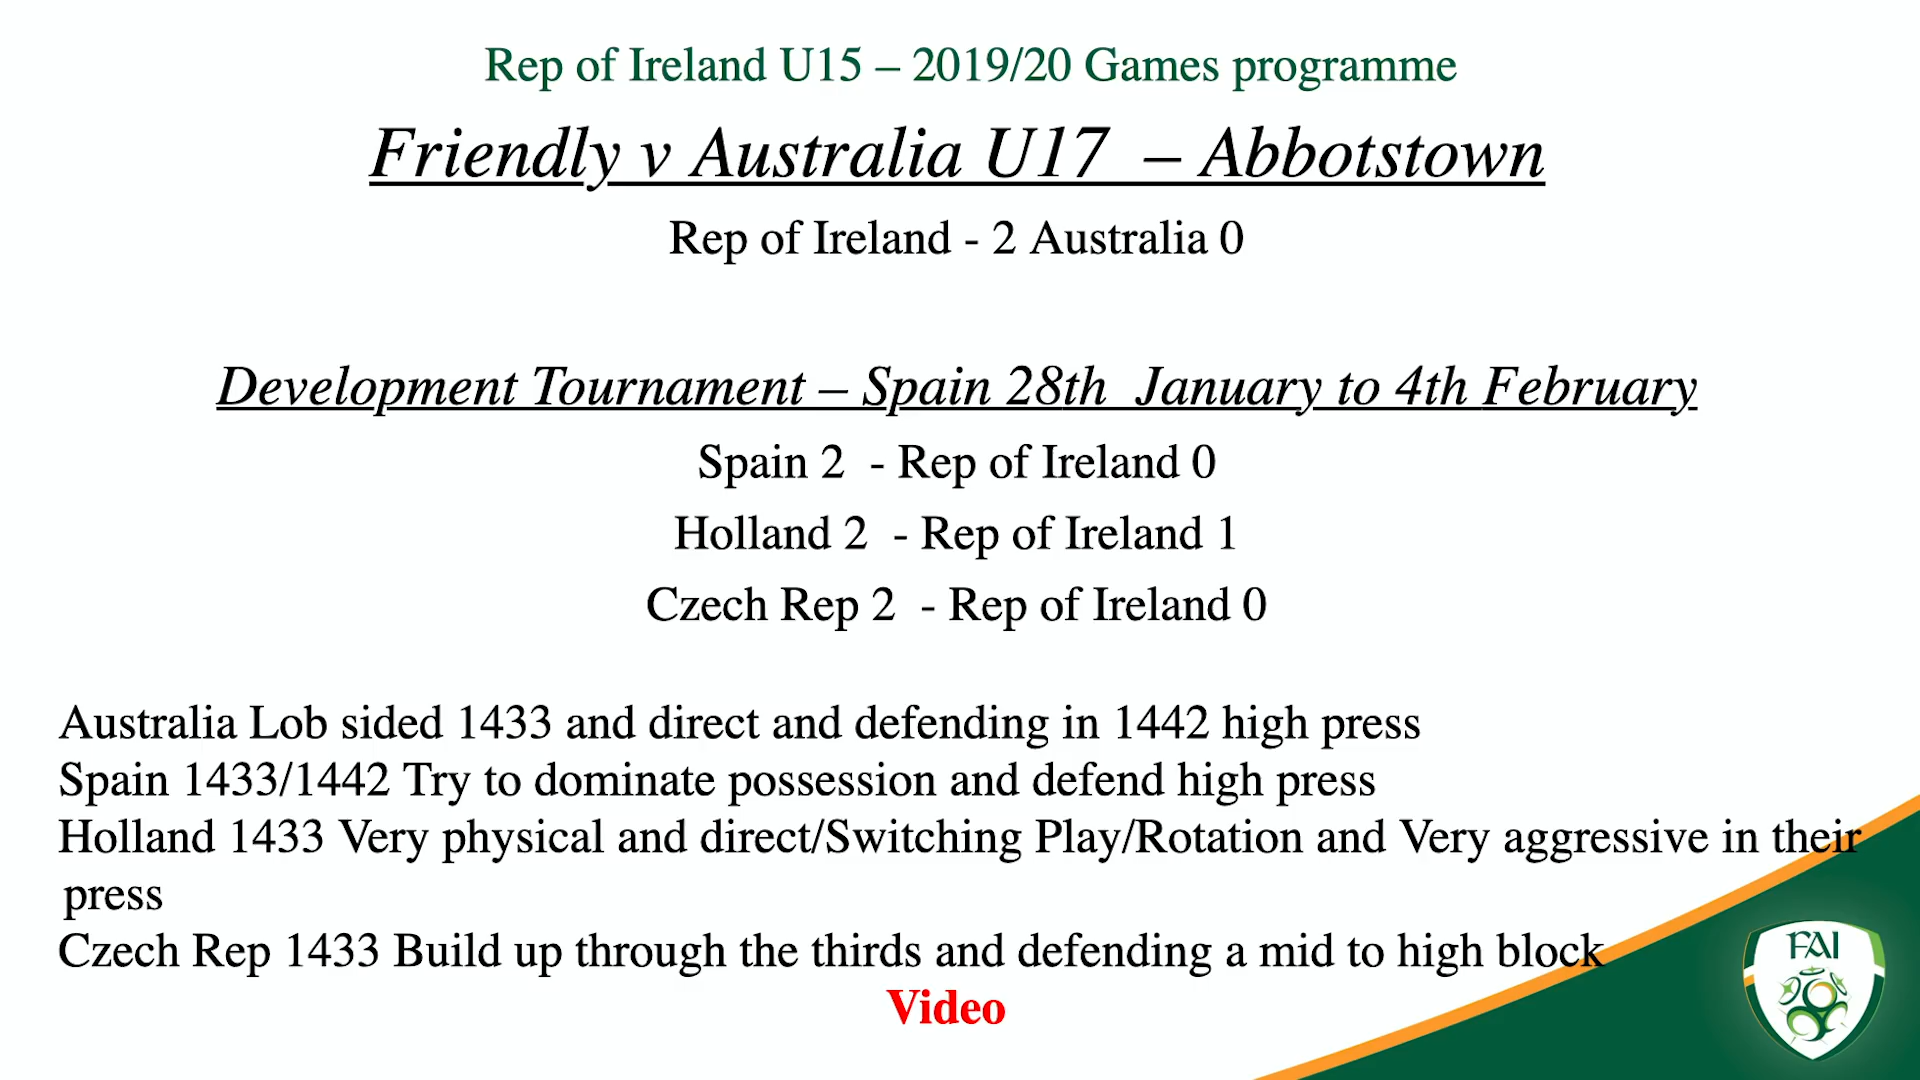 Rep of Ireland U15 – 2019/20 Games programme
Friendly v Australia U17 – Abbotstown
Rep of Ireland - 2 Australia 0
Development Tournament – Spain 28th January to 4th February
Spain 2 - Rep of Ireland 0
Holland 2 - Rep of Ireland 1
Czech Rep 2 - Rep of Ireland 0
Australia Lob sided 1433 and direct and defending in 1442 high press
Spain 1433/1442 Try to dominate possession and defend high press
Holland 1433 Very physical and direct/Switching Play/Rotation and Very aggressive in their
press
Czech Rep 1433 Build up through the thirds and defending a mid to high block
Video
FAI